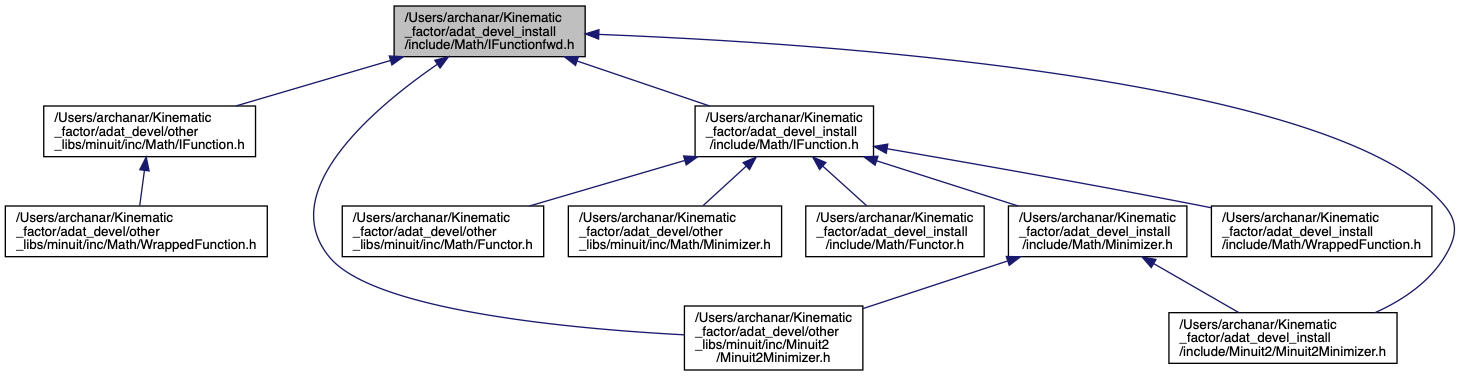 /Users/archanar/Kinematic
_factor/adat_devel_install
/include/Math/IFunctionfwd.h
/Users/archanar/Kinematic
_factor/adat_devel/other
_libs/minuit/inc/Math/IFunction.h
/Users/archanar/Kinematic
_factor/adat_devel_install
/include/Math/IFunction.h
/Users/archanar/Kinematic
_factor/adat_devel/other
_libs/minuit/inc/Math/WrappedFunction.h
/Users/archanar/Kinematic
_factor/adat_devel/other
_libs/minuit/inc/Math/Functor.h
/Users/archanar/Kinematic
_factor/adat_devel/other
_libs/minuit/inc/Math/Minimizer.h
/Users/archanar/Kinematic
_factor/adat_devel_install
/include/Math/Functor.h
/Users/archanar/Kinematic
_factor/adat_devel_install
/include/Math/Minimizer.h
/Users/archanar/Kinematic
_factor/adat_devel_install
/include/Math/WrappedFunction.h
/Users/archanar/Kinematic
_factor/adat_devel/other
_libs/minuit/inc/Minuit2
/Minuit2Minimizer.h
/Users/archanar/Kinematic
_factor/adat_devel_install
/include/Minuit2/Minuit2Minimizer.h